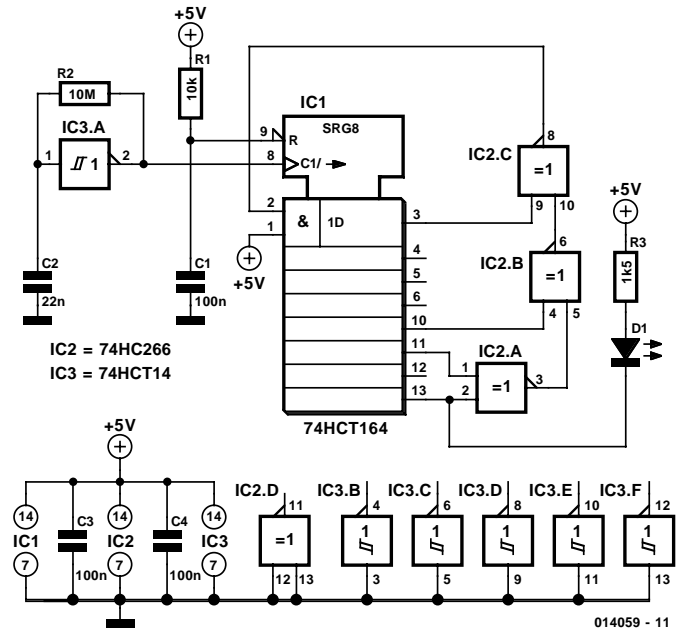 +5V
R1
10k
R2
10M
IC3.A
1
1
2
C2
22n
C1
100n
IC1
SRG8
9
R
8
C1/
2
1
&
1D
+5V
3
4
5
6
10
11
12
13
74HCT164
IC2.C
8
=1
9
10
IC2.B
6
=1
4
5
IC2.A
1
2
=1
3
+5V
R3
1k5
D1
IC2 = 74HC266
IC3 = 74HCT14
+5V
14
IC1
7
C3
100n
14
IC2
7
C4
100n
14
IC3
7
IC2.D
11
=1
12
13
IC3.B
4
1
3
IC3.C
6
1
5
IC3.D
8
1
9
IC3.E
10
1
11
IC3.F
12
1
13
014059 - 11